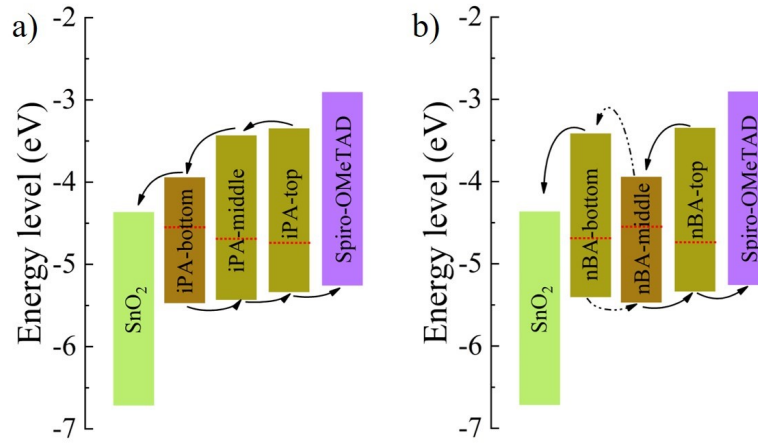 a)
Energy level (eV)
-2
-3
-4
-5
-6
-7
SnO₂
iPA-bottom
iPA-middle
iPA-top
Spiro-OMeTAD
b)
Energy level (eV)
-2
-3
-4
-5
-6
-7
SnO₂
nBA-bottom
nBA-middle
nBA-top
Spiro-OMeTAD